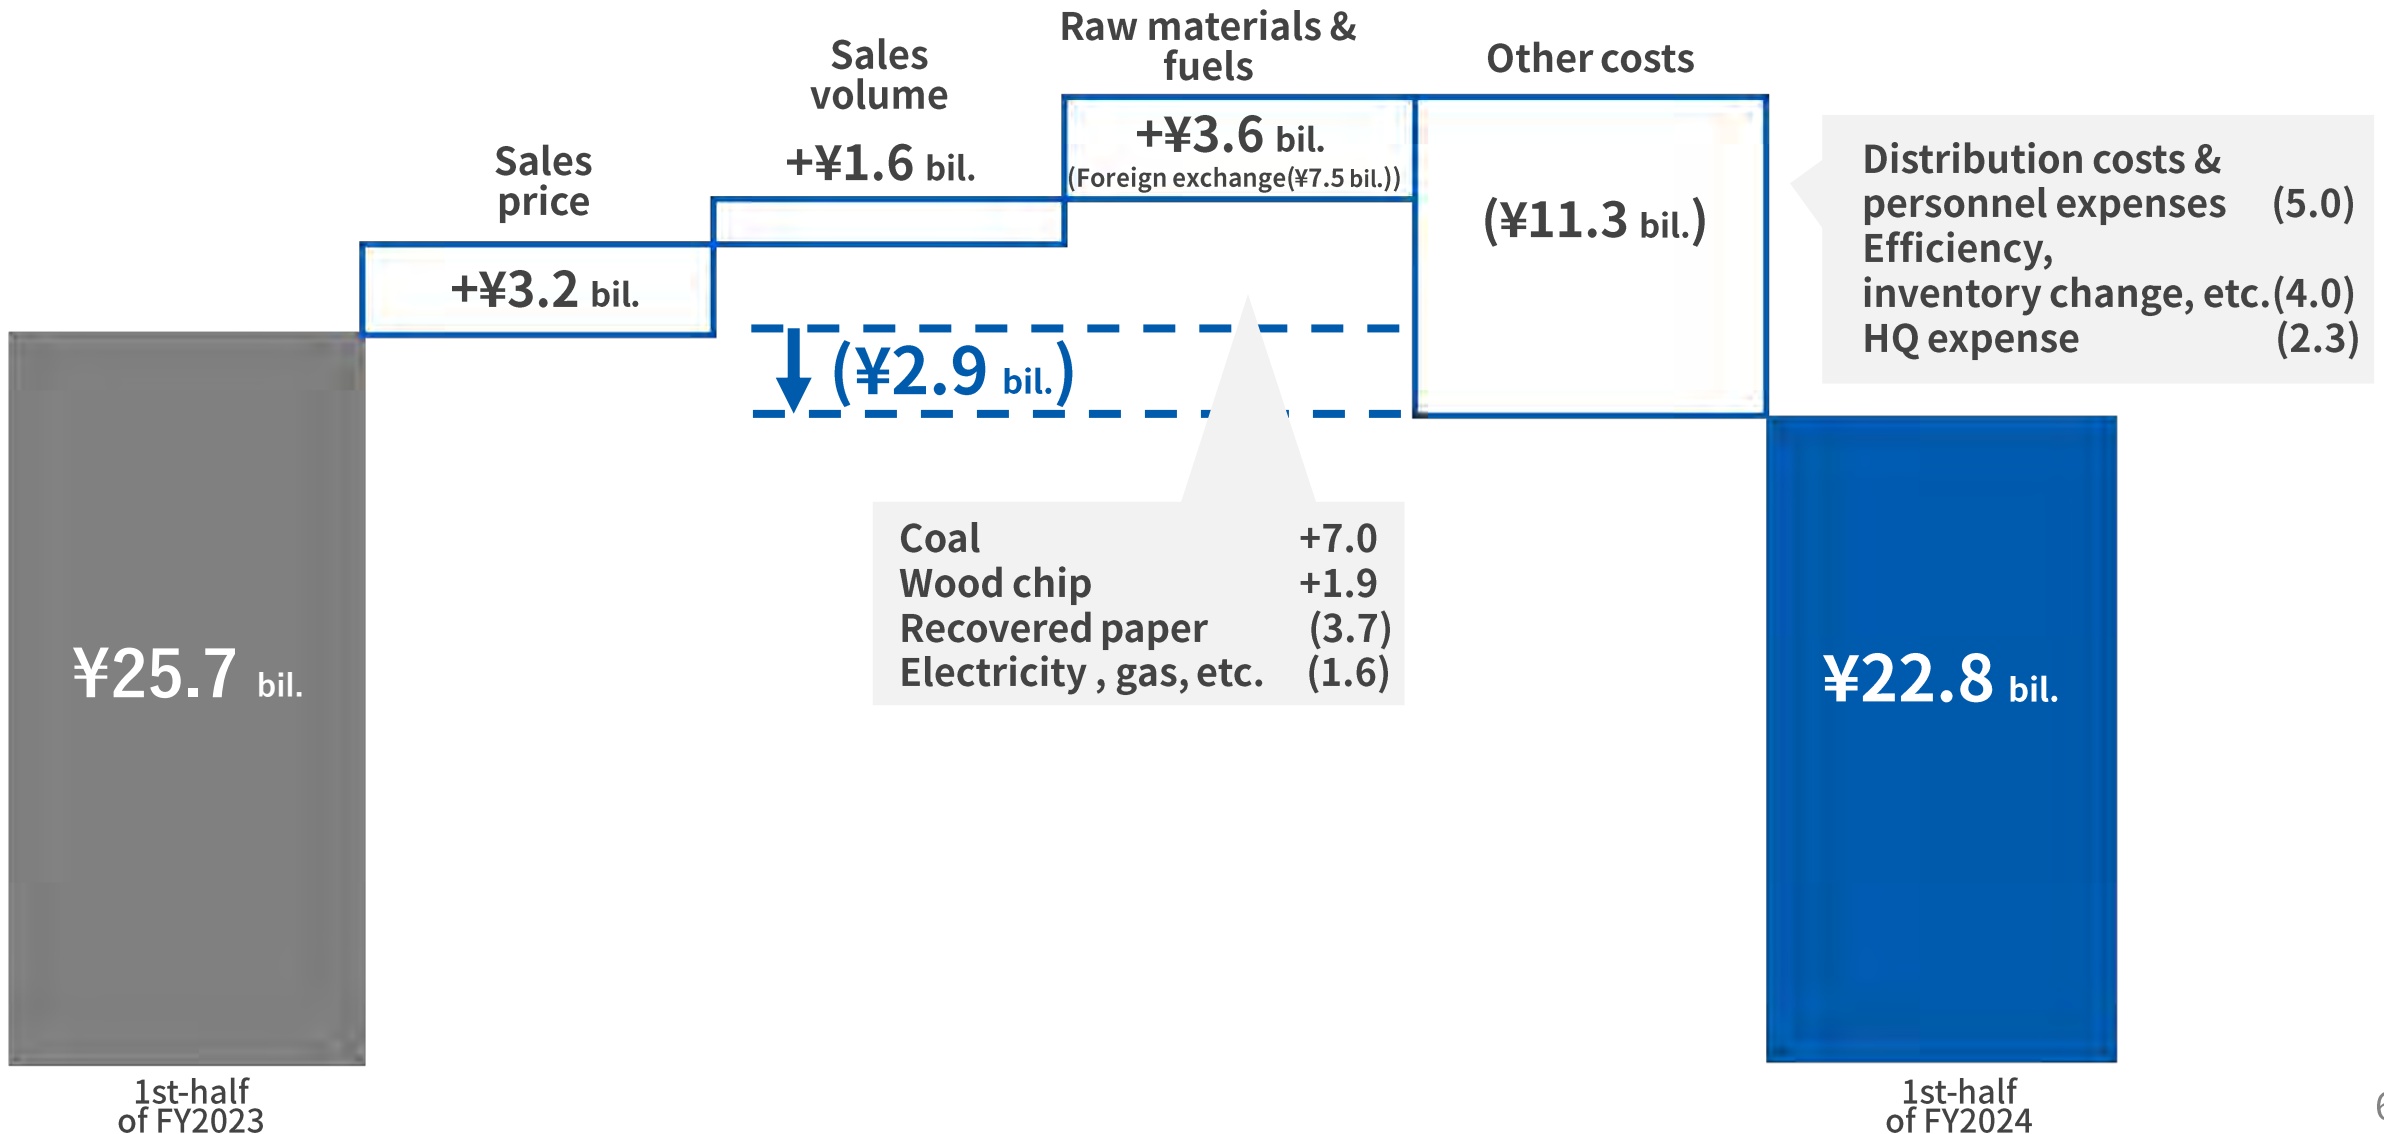 Sales
price
+¥3.2 bil.
Sales
volume
+¥1.6 bil.
Raw materials &
fuels
+¥3.6 bil.
(Foreign exchange(¥7.5 bil.))
Other costs
(¥11.3 bil.)
Distribution costs &
personnel expenses (5.0)
Efficiency,
inventory change, etc.(4.0)
HQ expense (2.3)
(¥2.9 bil.)
Coal +7.0
Wood chip +1.9
Recovered paper (3.7)
Electricity , gas, etc. (1.6)
¥25.7 bil.
¥22.8 bil.
1st-half
of FY2023
1st-half
of FY2024